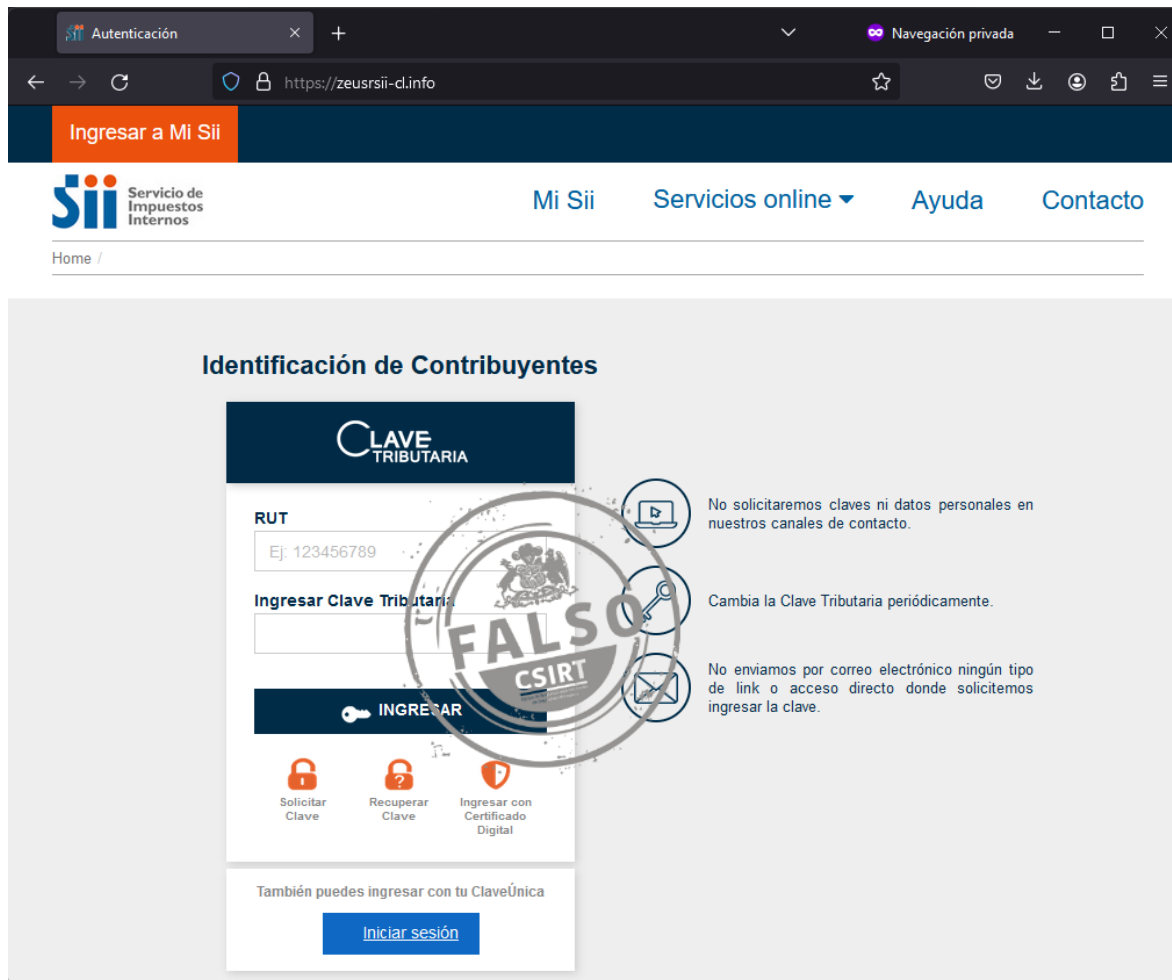 Autenticación
Navegación privada
https://zeusrsii-cl.info
Ingresar a Mi Sii
Sii Servicio de
Impuestos
Internos
Mi Sii Servicios online Ayuda Contacto
Home /
Identificación de Contribuyentes
CLAVE
TRIBUTARIA
RUT
Ej: 123456789
Ingresar Clave Tributaria
INGRESAR
Solicitar
Clave
Recuperar
Clave
Ingresar con
Certificado
Digital
También puedes ingresar con tu ClaveÚnica
Iniciar sesión
No solicitaremos claves ni datos personales en
nuestros canales de contacto.
Cambia la Clave Tributaria periódicamente.
No enviamos por correo electrónico ningún tipo
de link o acceso directo donde solicitemos
ingresar la clave.
FALSO
CSIRT